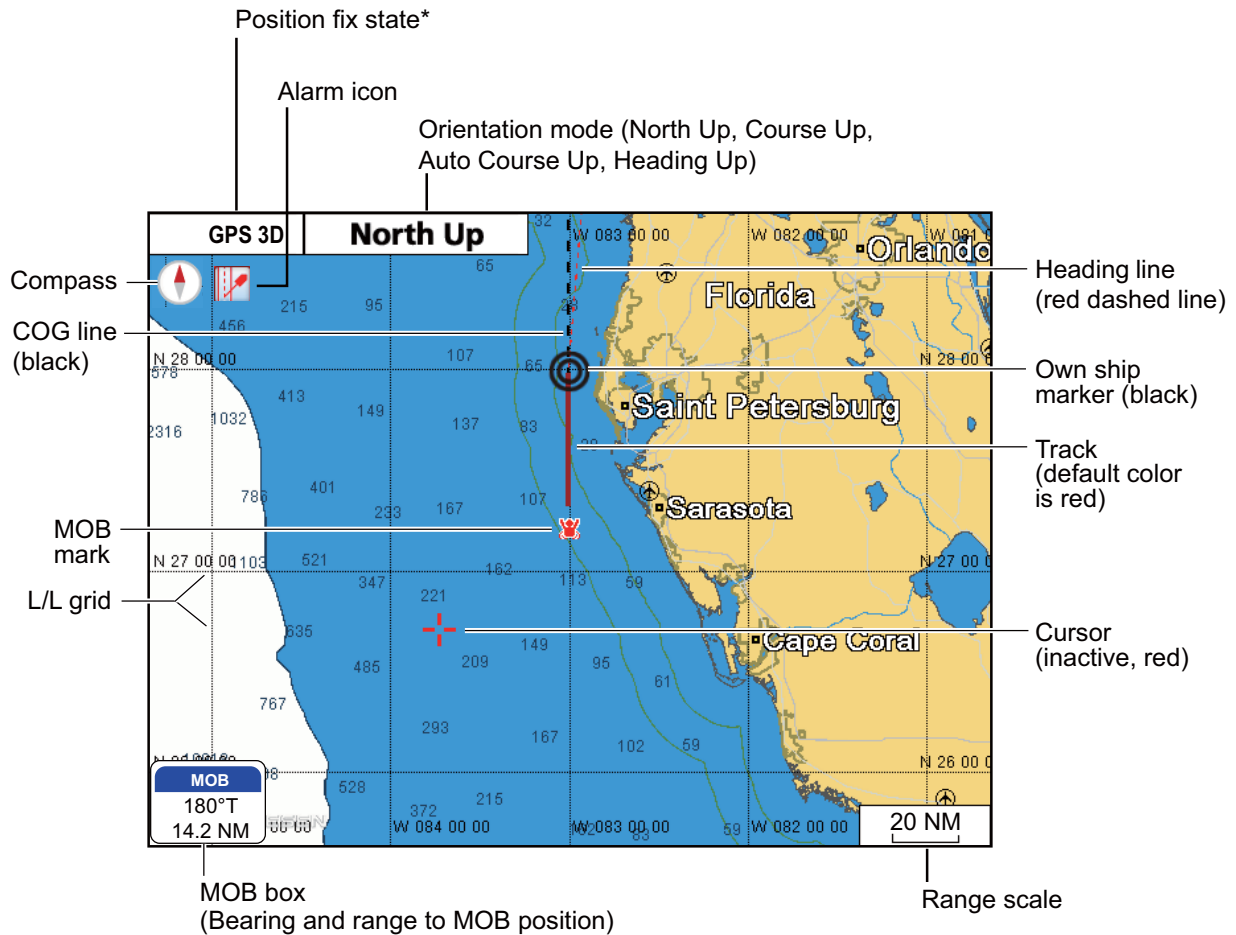 Position fix state*
Alarm icon
Orientation mode (North Up, Course Up,
Auto Course Up, Heading Up)
GPS 3D
North Up
32
W 083 00 00
W 082 00 00
W 081 0
Orlando
65
Compass
Heading line
(red dashed line)
Florida
215
95
28
456
COG line
(black)
N 28 00 00
107
65
N 28 00 0
578
Own ship
marker (black)
413
149
1032
Saint Petersburg
2316
137
83
Track
(default color
is red)
401
786
107
233
167
Sarasota
MOB
mark
N 27 00 00
1103
521
162
113
59
N 27 00 0
347
L/L grid
221
635
149
Cape Coral
Cursor
(inactive, red)
485
209
95
61
767
293
167
102
59
N 26 00 0
MOB
180°T
14.2 NM
528
215
372
00 00
W 084 00 00
W 083 00 00
83
59
W 082 00 00
20 NM
MOB box
(Bearing and range to MOB position)
Range scale